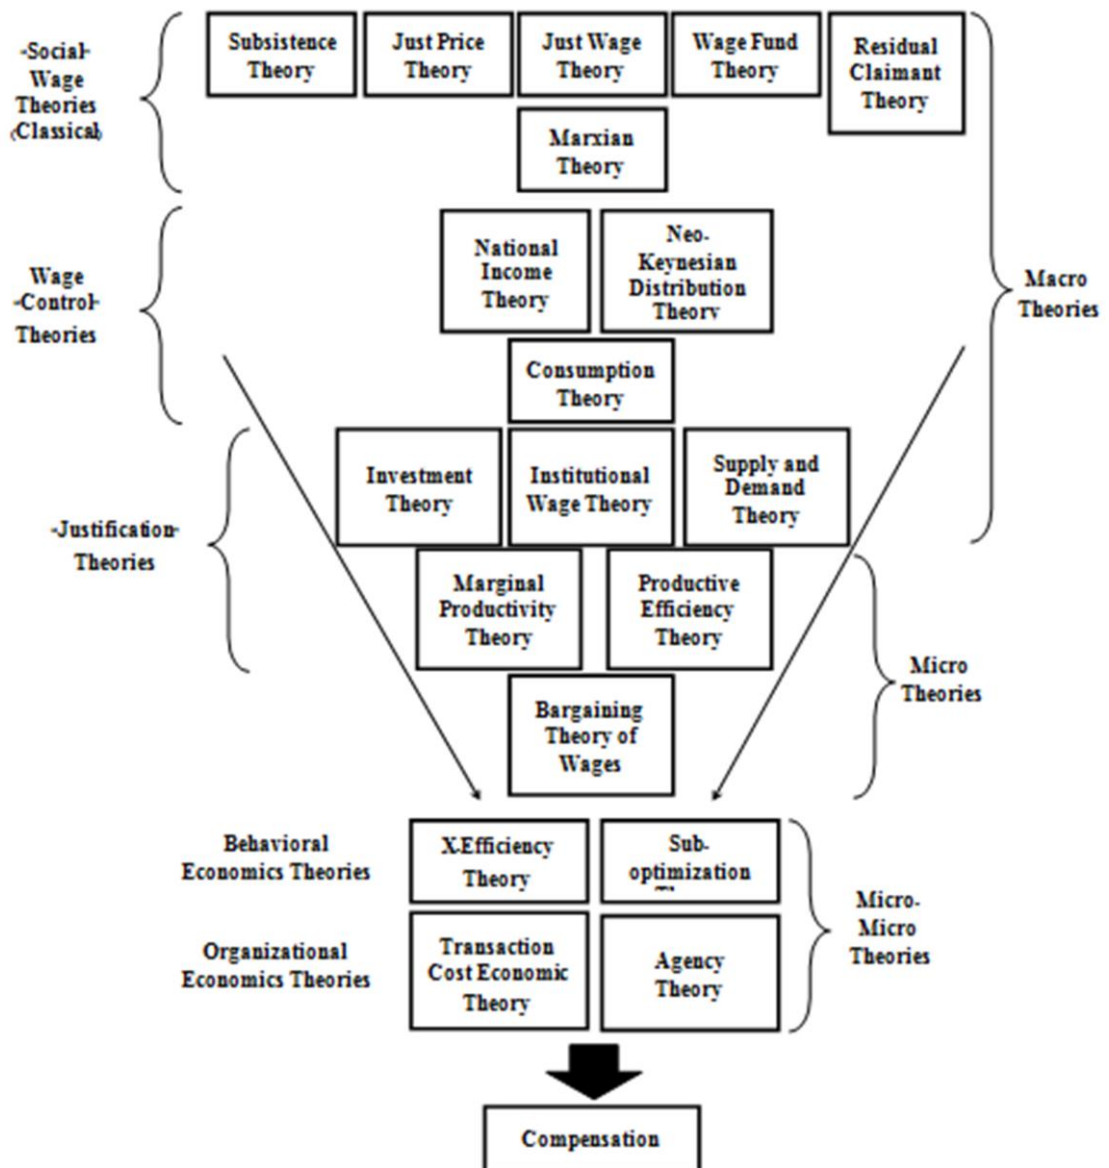 -Social-
Wage
Theories
(Classical)
Subsistence
Theory
Just Price
Theory
Just Wage
Theory
Wage Fund
Theory
Residual
Claimant
Theory
Marxian
Theory
Wage
-Control-
Theories
National
Income
Theory
Neo-
Keynesian
Distribution
Theory
Macro
Theories
Consumption
Theory
-Justification-
Theories
Investment
Theory
Institutional
Wage Theory
Supply and
Demand
Theory
Marginal
Productivity
Theory
Productive
Efficiency
Theory
Micro
Theories
Bargaining
Theory of
Wages
Behavioral
Economics Theories
X-Efficiency
Theory
Sub-
optimization
Organizational
Economics Theories
Transaction
Cost Economic
Theory
Agency
Theory
Micro-
Micro
Theories
Compensation